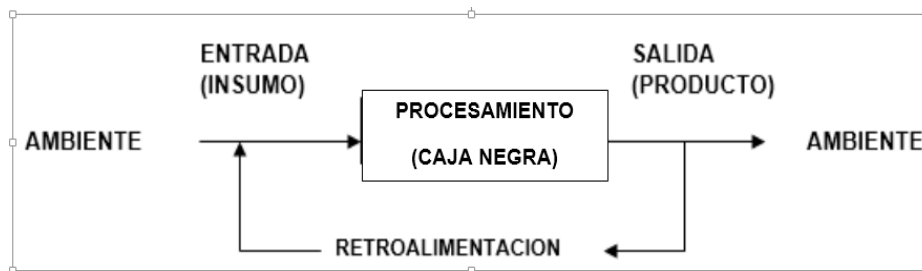 ENTRADA
(INSUMO)
SALIDA
(PRODUCTO)
AMBIENTE
PROCESAMIENTO
(CAJA NEGRA)
AMBIENTE
RETROALIMENTACION